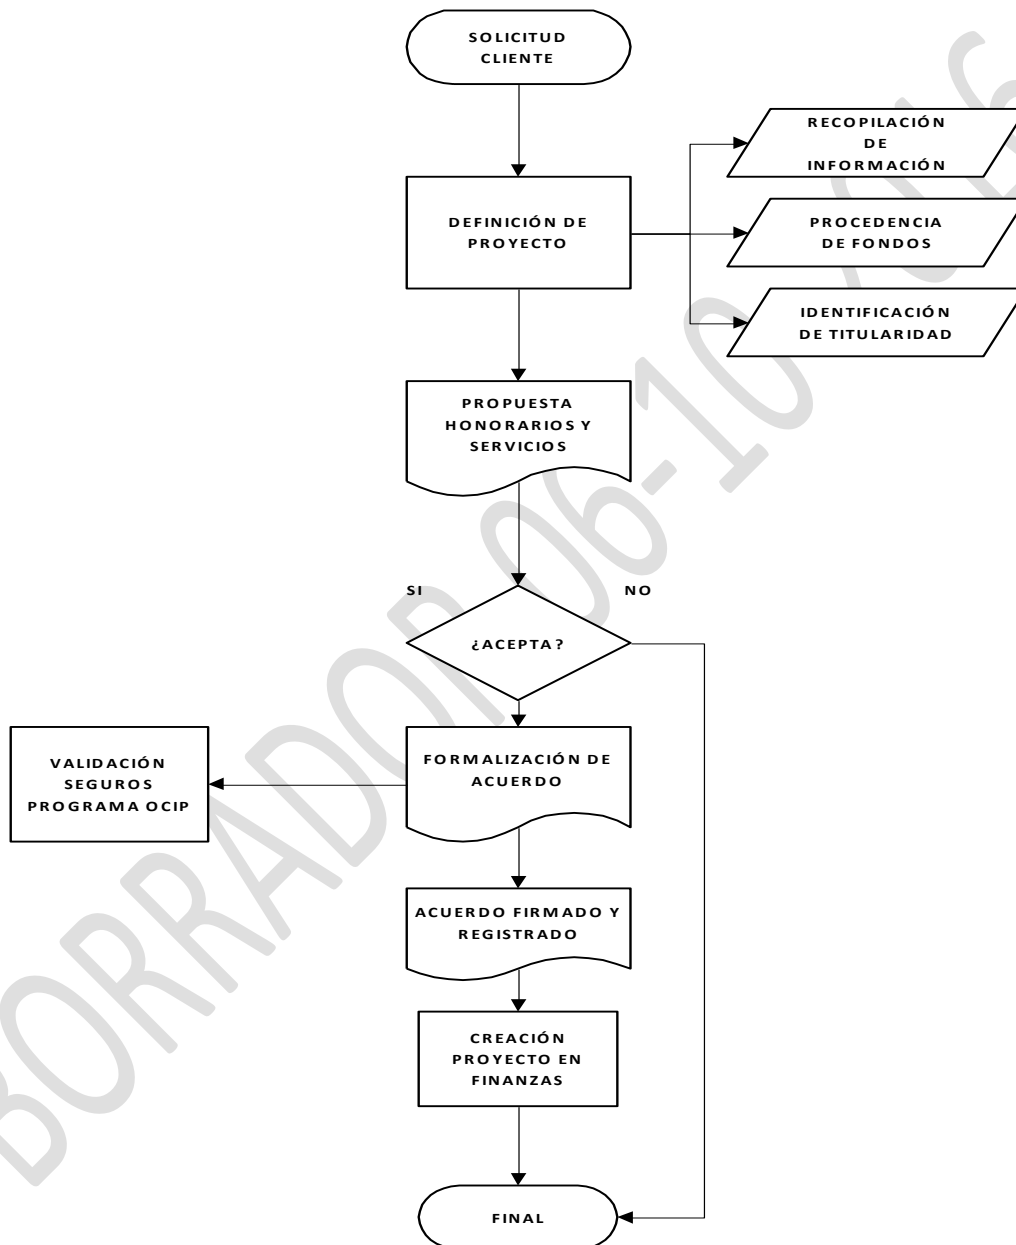 SOLICITUD
CLIENTE
RECOPILACIÓN
DE
INFORMACIÓN
DEFINICIÓN DE
PROYECTO
PROCEDENCIA
DE FONDOS
IDENTIFICACIÓN
DE TITULARIDAD
PROPUESTA
HONORARIOS Y
SERVICIOS
SI
NO
¿ACEPTA?
VALIDACIÓN
SEGUROS
PROGRAMA OCIP
FORMALIZACIÓN DE
ACUERDO
ACUERDO FIRMADO Y
REGISTRADO
CREACIÓN
PROYECTO EN
FINANZAS
FINAL
BORRADOR 06-10-2016